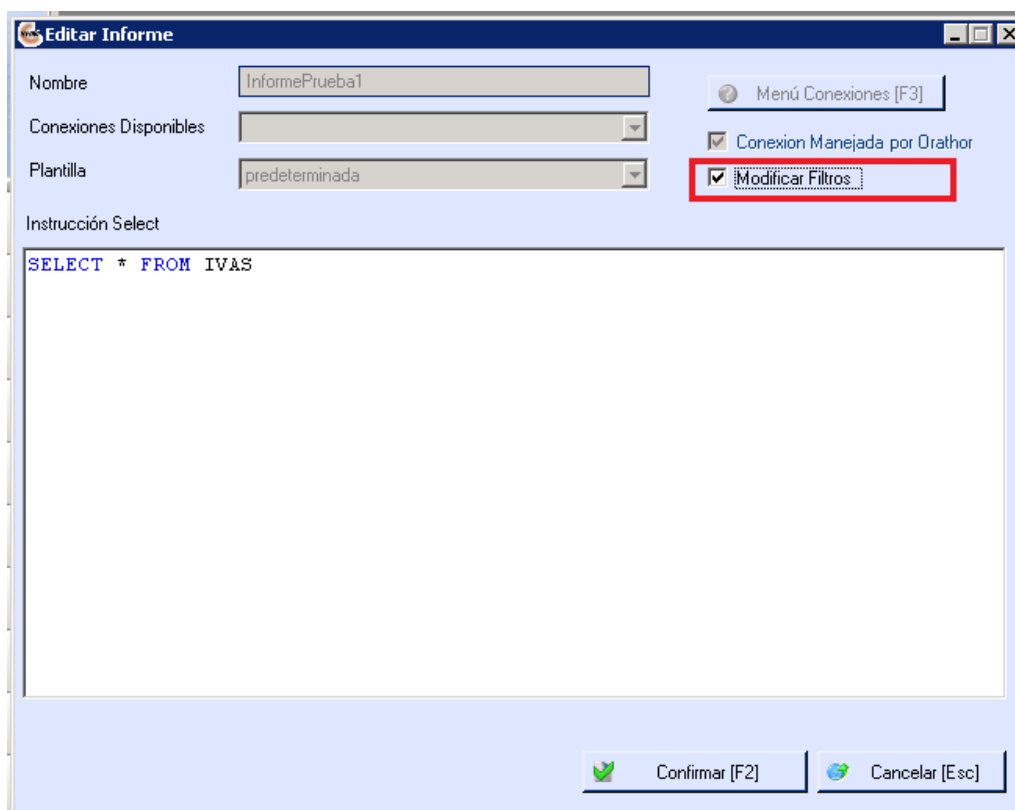 Editar Informe
Nombre
InformePrueba1
Menú Conexiones [F3]
Conexiones Disponibles
Conexion Manejada por Orathor
Plantilla
predeterminada
Modificar Filtros
Instrucción Select
SELECT * FROM IVAS
Confirmar [F2]
Cancelar [Esc]